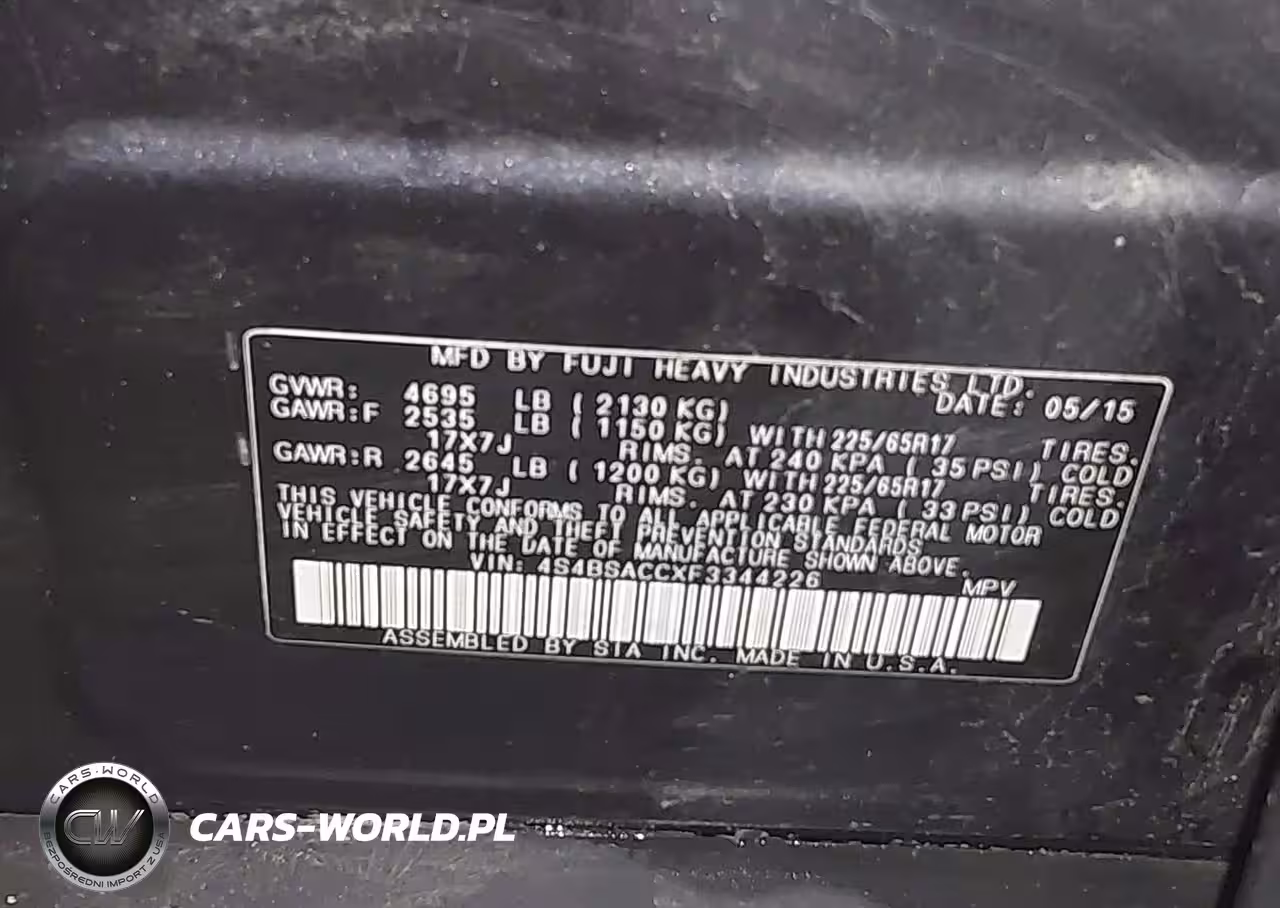 MFD BY FUJI HEAVY INDUSTRIES LTD.
DATE: 05/15
GVWR: 4695 LB ( 2130 KG)
GAWR:F 2535 LB ( 1150 KG) WITH 225/65R17 TIRES.
17X7J RIMS. AT 240 KPA ( 35 PSI) COLD
GAWR:R 2645 LB ( 1200 KG) WITH 225/65R17 TIRES.
17X7J RIMS. AT 230 KPA ( 33 PSI) COLD
THIS VEHICLE CONFORMS TO ALL APPLICABLE FEDERAL MOTOR
VEHICLE SAFETY AND THEFT PREVENTION STANDARDS
IN EFFECT ON THE DATE OF MANUFACTURE SHOWN ABOVE.
VIN: 4S4BSACCXF3344226 MPV
ASSEMBLED BY SIA INC. MADE IN U.S.A.
CARS-WORLD
CW
BEZPOŚREDNI IMPORT Z USA
CARS-WORLD.PL